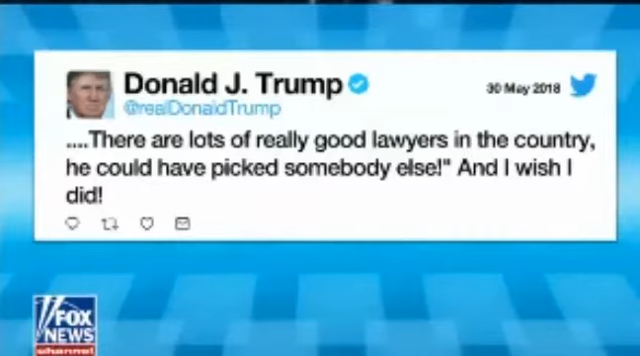 Donald J. Trump
@realDonaldTrump
30 May 2018
....There are lots of really good lawyers in the country,
he could have picked somebody else!" And I wish I
did!
FOX
NEWS
channel